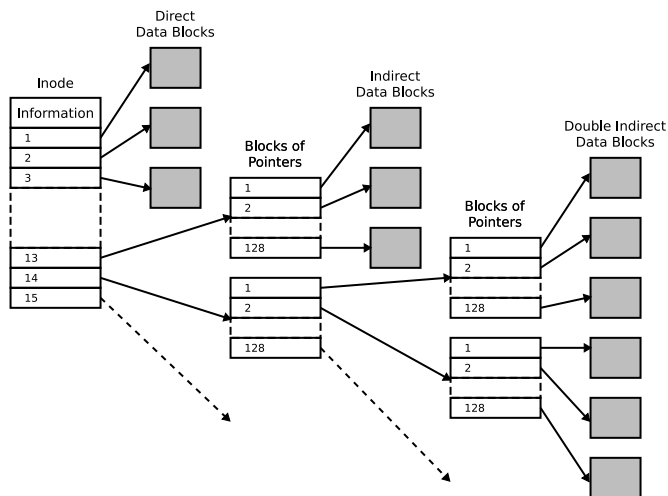 Direct
Data Blocks
Inode
Information
1
2
3
13
14
15
Indirect
Data Blocks
Blocks of
Pointers
1
2
128
1
2
128
Double Indirect
Data Blocks
Blocks of
Pointers
1
2
128
1
2
128